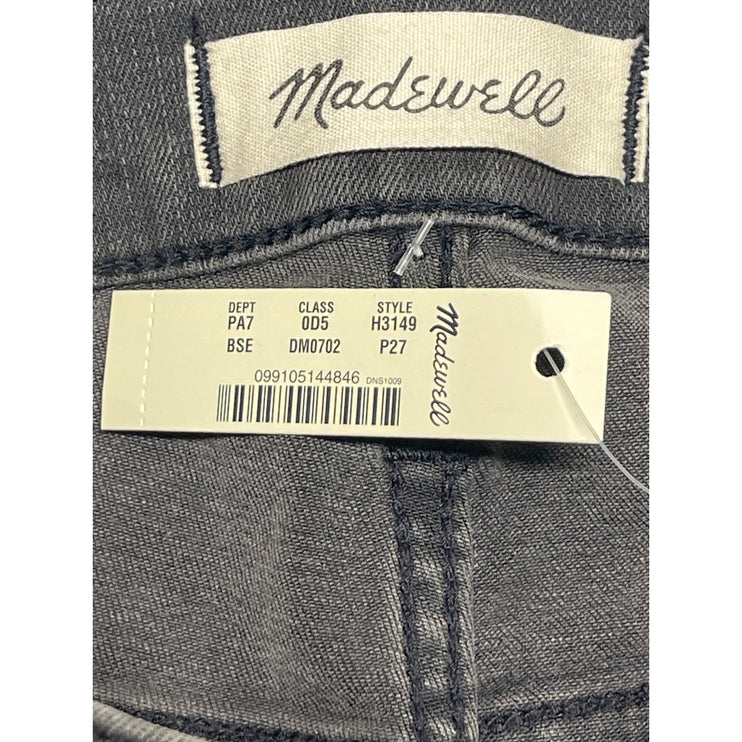 Madewell
DEPT CLASS STYLE
PA7 0D5 H3149
BSE DM0702 P27
099105144846 DNS1009
Madewell